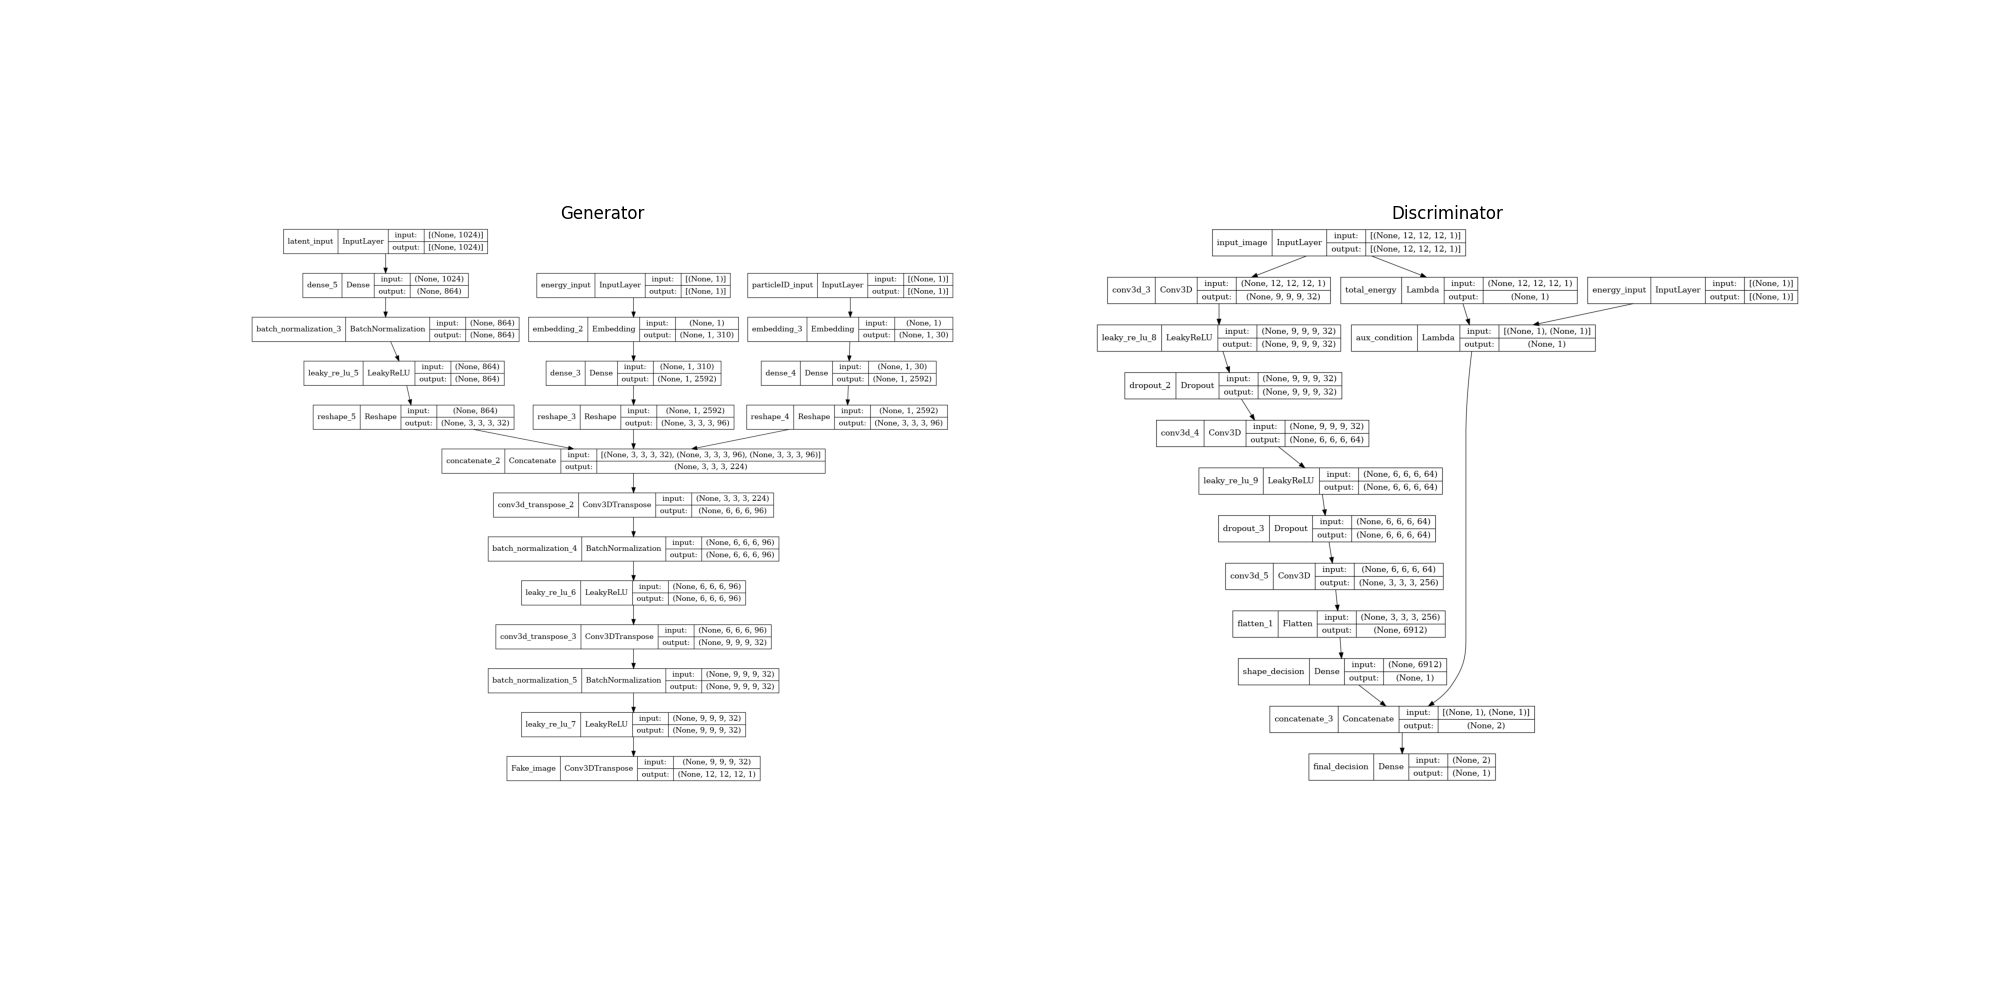 Generator
latent_input InputLayer input: [(None, 1024)]
output: [(None, 1024)]
dense_5 Dense input: (None, 1024)
output: (None, 864)
energy_input InputLayer input: [(None, 1)]
output: [(None, 1)]
particleID_input InputLayer input: [(None, 1)]
output: [(None, 1)]
batch_normalization_3 BatchNormalization input: (None, 864)
output: (None, 864)
embedding_2 Embedding input: (None, 1)
output: (None, 1, 310)
embedding_3 Embedding input: (None, 1)
output: (None, 1, 30)
leaky_re_lu_5 LeakyReLU input: (None, 864)
output: (None, 864)
dense_3 Dense input: (None, 1, 310)
output: (None, 1, 2592)
dense_4 Dense input: (None, 1, 30)
output: (None, 1, 2592)
reshape_5 Reshape input: (None, 864)
output: (None, 3, 3, 3, 32)
reshape_3 Reshape input: (None, 1, 2592)
output: (None, 3, 3, 3, 96)
reshape_4 Reshape input: (None, 1, 2592)
output: (None, 3, 3, 3, 96)
concatenate_2 Concatenate input: [(None, 3, 3, 3, 32), (None, 3, 3, 3, 96), (None, 3, 3, 3, 96)]
output: (None, 3, 3, 3, 224)
conv3d_transpose_2 Conv3DTranspose input: (None, 3, 3, 3, 224)
output: (None, 6, 6, 6, 96)
batch_normalization_4 BatchNormalization input: (None, 6, 6, 6, 96)
output: (None, 6, 6, 6, 96)
leaky_re_lu_6 LeakyReLU input: (None, 6, 6, 6, 96)
output: (None, 6, 6, 6, 96)
conv3d_transpose_3 Conv3DTranspose input: (None, 6, 6, 6, 96)
output: (None, 9, 9, 9, 32)
batch_normalization_5 BatchNormalization input: (None, 9, 9, 9, 32)
output: (None, 9, 9, 9, 32)
leaky_re_lu_7 LeakyReLU input: (None, 9, 9, 9, 32)
output: (None, 9, 9, 9, 32)
Fake_image Conv3DTranspose input: (None, 9, 9, 9, 32)
output: (None, 12, 12, 12, 1)
Discriminator
input_image InputLayer input: [(None, 12, 12, 12, 1)]
output: [(None, 12, 12, 12, 1)]
conv3d_3 Conv3D input: (None, 12, 12, 12, 1)
output: (None, 9, 9, 9, 32)
total_energy Lambda input: (None, 12, 12, 12, 1)
output: (None, 1)
energy_input InputLayer input: [(None, 1)]
output: [(None, 1)]
leaky_re_lu_8 LeakyReLU input: (None, 9, 9, 9, 32)
output: (None, 9, 9, 9, 32)
aux_condition Lambda input: [(None, 1), (None, 1)]
output: (None, 1)
dropout_2 Dropout input: (None, 9, 9, 9, 32)
output: (None, 9, 9, 9, 32)
conv3d_4 Conv3D input: (None, 9, 9, 9, 32)
output: (None, 6, 6, 6, 64)
leaky_re_lu_9 LeakyReLU input: (None, 6, 6, 6, 64)
output: (None, 6, 6, 6, 64)
dropout_3 Dropout input: (None, 6, 6, 6, 64)
output: (None, 6, 6, 6, 64)
conv3d_5 Conv3D input: (None, 6, 6, 6, 64)
output: (None, 3, 3, 3, 256)
flatten_1 Flatten input: (None, 3, 3, 3, 256)
output: (None, 6912)
shape_decision Dense input: (None, 6912)
output: (None, 1)
concatenate_3 Concatenate input: [(None, 1), (None, 1)]
output: (None, 2)
final_decision Dense input: (None, 2)
output: (None, 1)